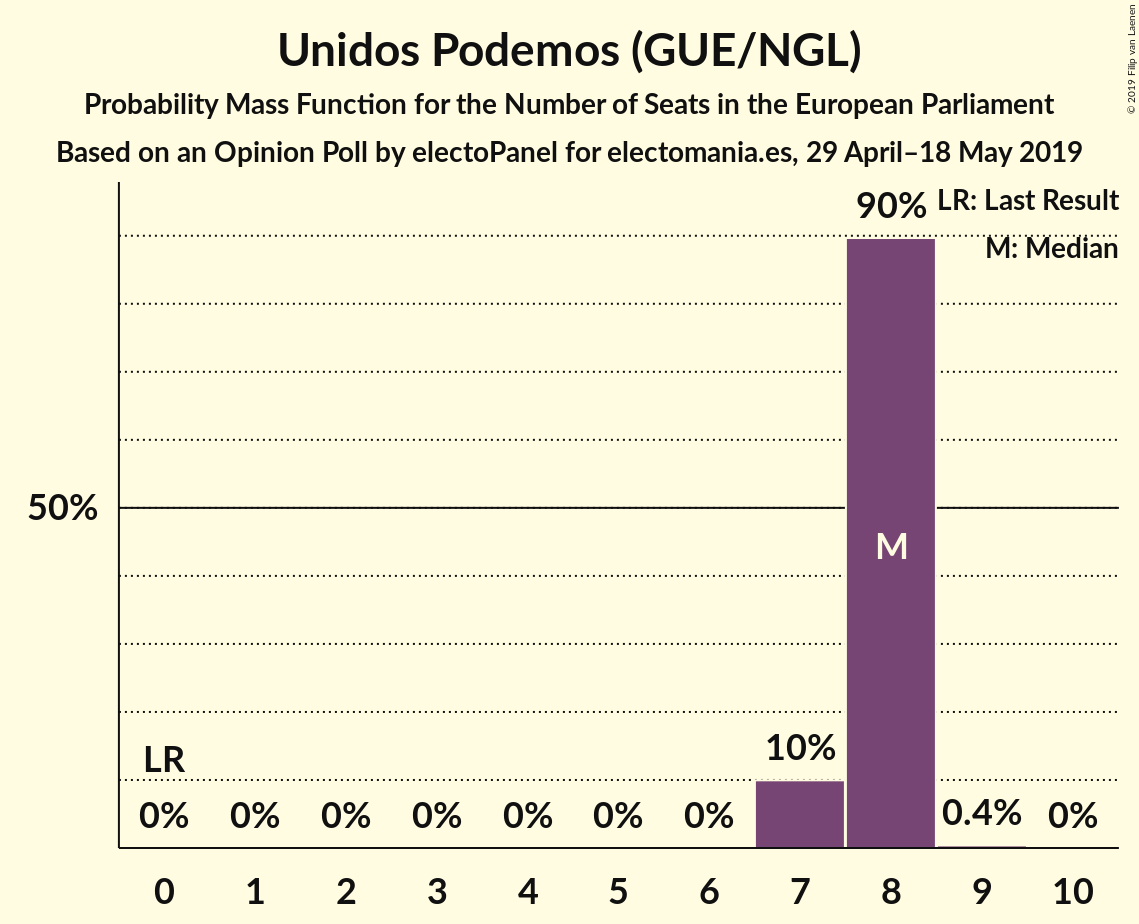 Unidos Podemos (GUE/NGL)
Probability Mass Function for the Number of Seats in the European Parliament
Based on an Opinion Poll by electoPanel for electomania.es, 29 April–18 May 2019
© 2019 Filip van Laenen
LR: Last Result
M: Median
90%
50%
M
LR
10%
0% 0% 0% 0% 0% 0% 0% 0.4% 0%
0 1 2 3 4 5 6 7 8 9 10